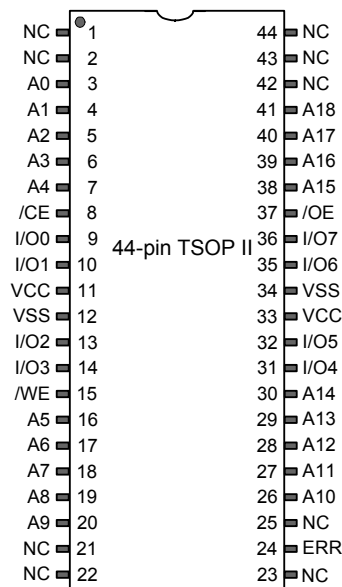 NC 1 44 NC
NC 2 43 NC
A0 3 42 NC
A1 4 41 A18
A2 5 40 A17
A3 6 39 A16
A4 7 38 A15
/CE 8 37 /OE
I/O0 9 44-pin TSOP II 36 I/O7
I/O1 10 35 I/O6
VCC 11 34 VSS
VSS 12 33 VCC
I/O2 13 32 I/O5
I/O3 14 31 I/O4
/WE 15 30 A14
A5 16 29 A13
A6 17 28 A12
A7 18 27 A11
A8 19 26 A10
A9 20 25 NC
NC 21 24 ERR
NC 22 23 NC